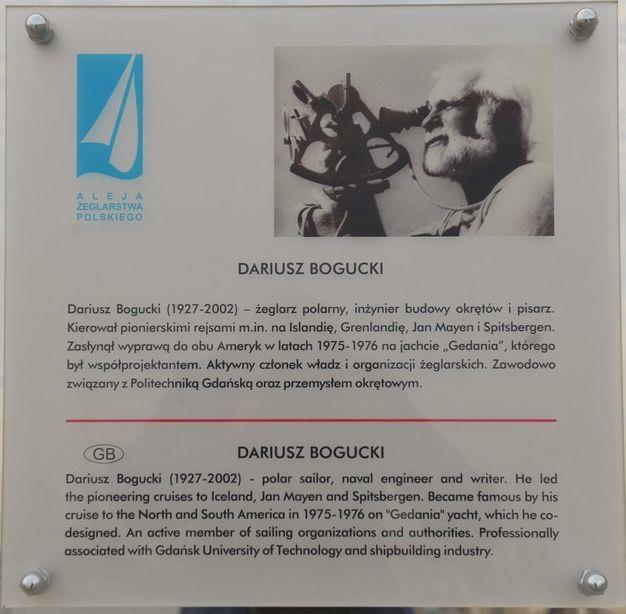 ALEJA
ŻEGLARSTWA
POLSKIEGO
DARIUSZ BOGUCKI
Dariusz Bogucki (1927-2002) – żeglarz polarny, inżynier budowy okrętów i pisarz.
Kierował pionierskimi rejsami m.in. na Islandię, Grenlandię, Jan Mayen i Spitsbergen.
Zasłynął wyprawą do obu Ameryk w latach 1975-1976 na jachcie „Gedania”, którego
był współprojektantem. Aktywny członek władz i organizacji żeglarskich. Zawodowo
związany z Politechniką Gdańską oraz przemysłem okrętowym.
GB
DARIUSZ BOGUCKI
Dariusz Bogucki (1927-2002) - polar sailor, naval engineer and writer. He led
the pioneering cruises to Iceland, Jan Mayen and Spitsbergen. Became famous by his
cruise to the North and South America in 1975-1976 on "Gedania" yacht, which he co-
designed. An active member of sailing organizations and authorities. Professionally
associated with Gdańsk University of Technology and shipbuilding industry.